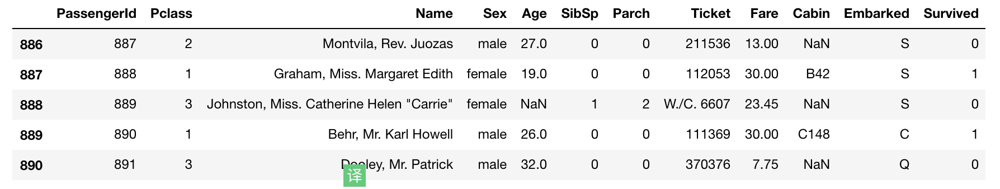 PassengerId Pclass Name Sex Age SibSp Parch Ticket Fare Cabin Embarked Survived
886 887 2 Montvila, Rev. Juozas male 27.0 0 0 211536 13.00 NaN S 0
887 888 1 Graham, Miss. Margaret Edith female 19.0 0 0 112053 30.00 B42 S 1
888 889 3 Johnston, Miss. Catherine Helen "Carrie" female NaN 1 2 W./C. 6607 23.45 NaN S 0
889 890 1 Behr, Mr. Karl Howell male 26.0 0 0 111369 30.00 C148 C 1
890 891 3 Dooley, Mr. Patrick male 32.0 0 0 370376 7.75 NaN Q 0
译